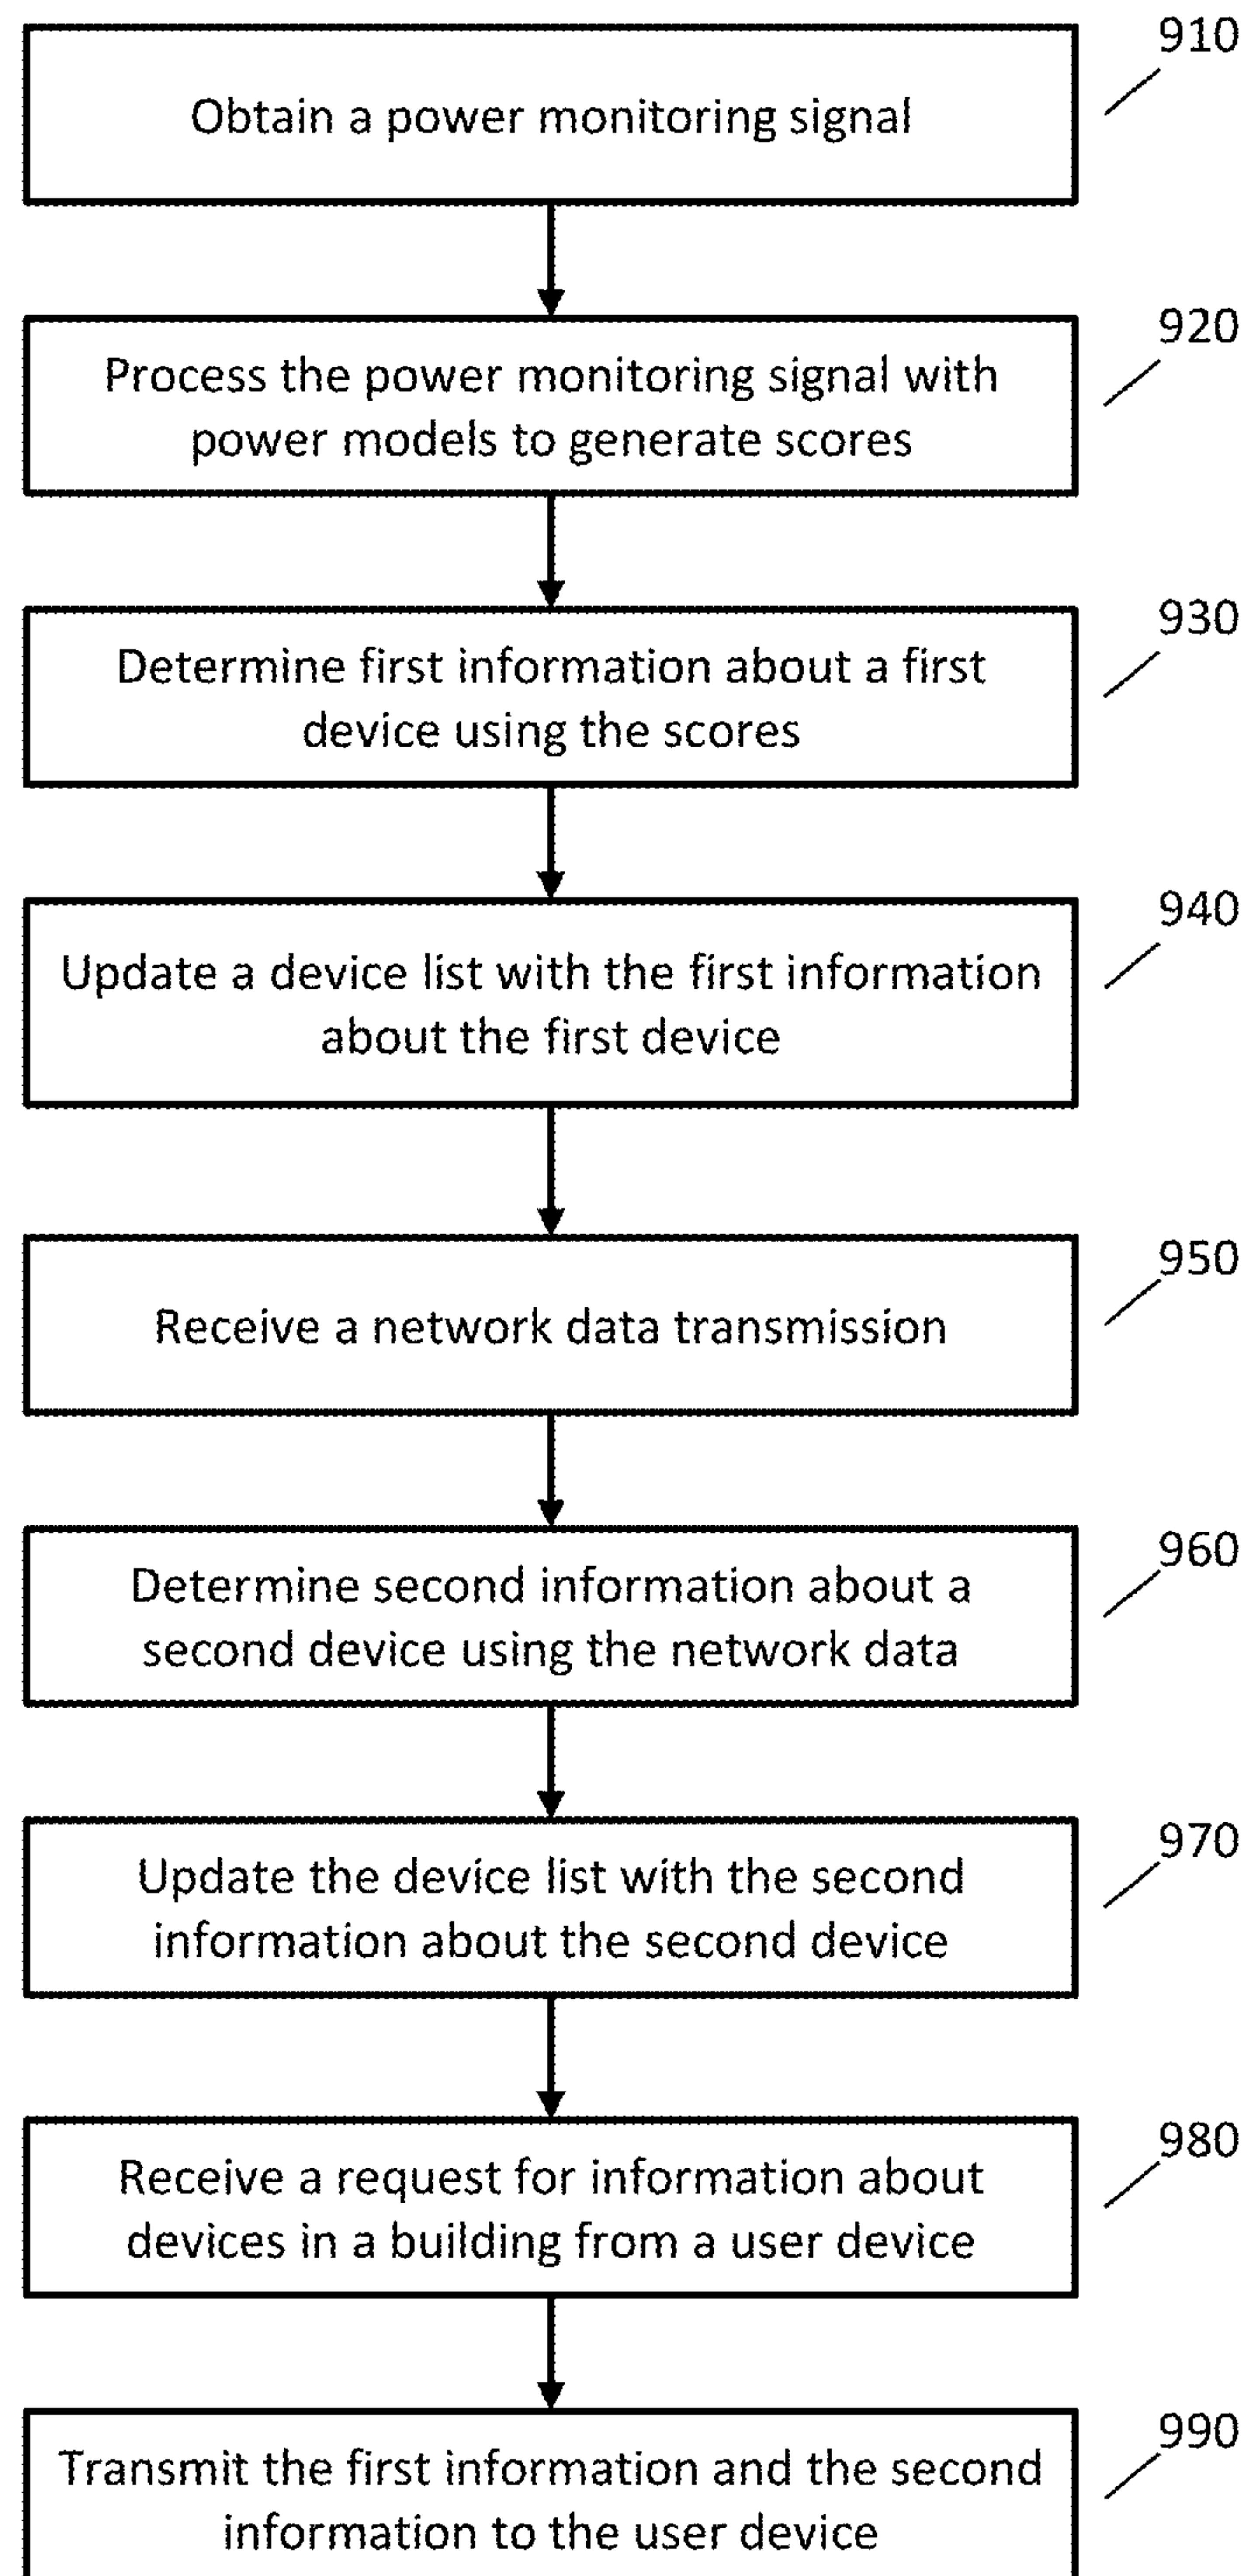 910
Obtain a power monitoring signal
920
Process the power monitoring signal with
power models to generate scores
930
Determine first information about a first
device using the scores
940
Update a device list with the first information
about the first device
950
Receive a network data transmission
960
Determine second information about a
second device using the network data
970
Update the device list with the second
information about the second device
980
Receive a request for information about
devices in a building from a user device
990
Transmit the first information and the second
information to the user device